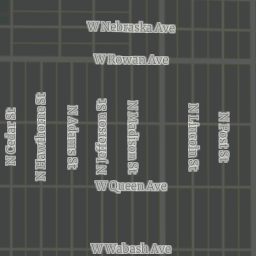 W Nebraska Ave
W Rowan Ave
N Cedar St
N Hawthorne St
N Adams St
N Jefferson St
N Madison St
N Lincoln St
N Post St
W Queen Ave
W Wabash Ave